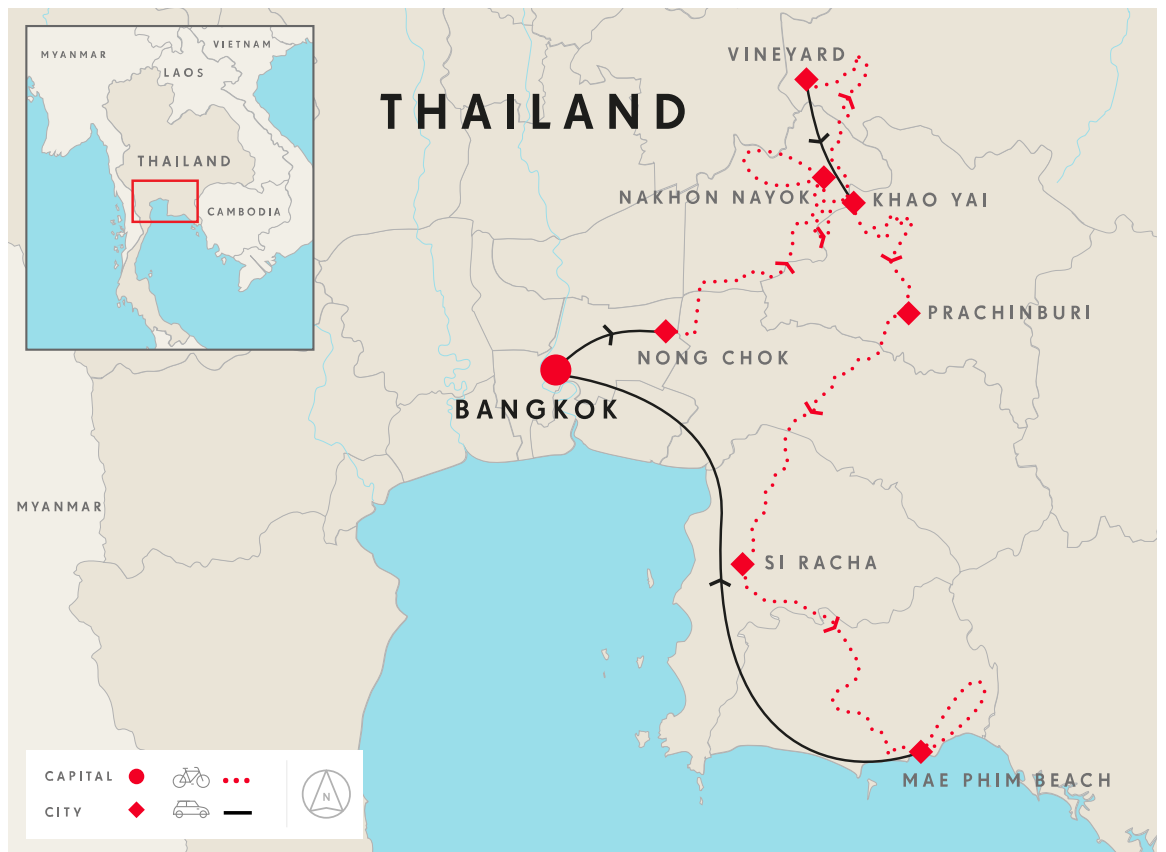 MYANMAR
VIETNAM
LAOS
THAILAND
CAMBODIA
THAILAND
VINEYARD
NAKHON NAYOK
KHAO YAI
PRACHINBURI
NONG CHOK
BANGKOK
MYANMAR
SI RACHA
MAE PHIM BEACH
CAPITAL
CITY
N